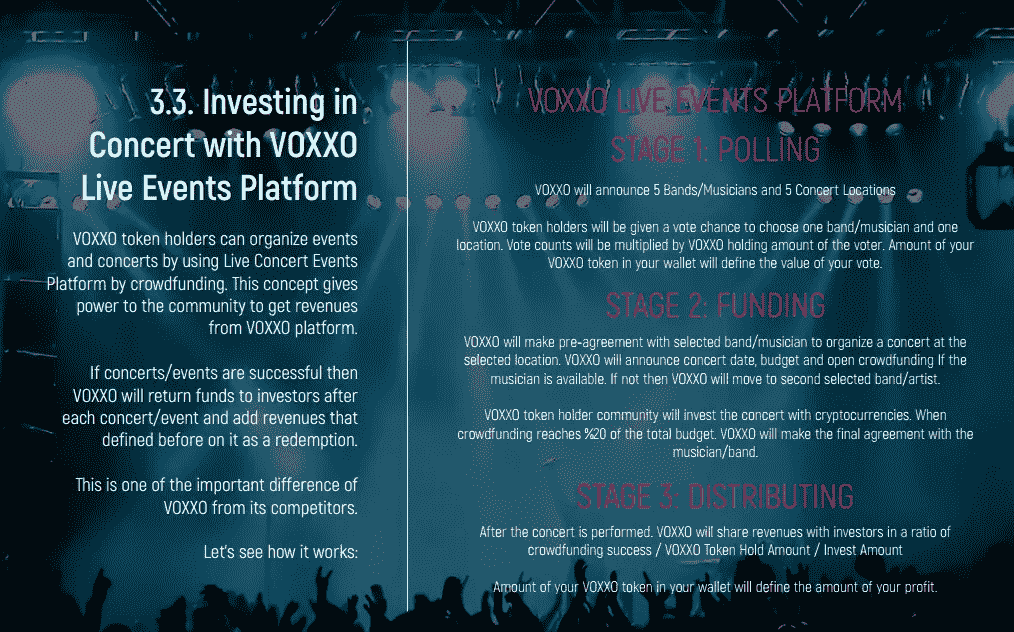 3.3. Investing in
Concert with VOXXO
Live Events Platform
VOXXO token holders can organize events
and concerts by using Live Concert Events
Platform by crowdfunding. This concept gives
power to the community to get revenues
from VOXXO platform.
If concerts/events are successful then
VOXXO will return funds to investors after
each concert/event and add revenues that
defined before on it as a redemption.
This is one of the important difference of
VOXXO from its competitors.
Let's see how it works:
VOXXO LIVE EVENTS PLATFORM
STAGE 1: POLLING
VOXXO will announce 5 Bands/Musicians and 5 Concert Locations
VOXXO token holders will be given a vote chance to choose one band/musician and one
location. Vote counts will be multiplied by VOXXO holding amount of the voter. Amount of your
VOXXO token in your wallet will define the value of your vote.
STAGE 2: FUNDING
VOXXO will make pre-agreement with selected band/musician to organize a concert at the
selected location. VOXXO will announce concert date, budget and open crowdfunding If the
musician is available. If not then VOXXO will move to second selected band/artist.
VOXXO token holder community will invest the concert with cryptocurrencies. When
crowdfunding reaches %20 of the total budget. VOXXO will make the final agreement with the
musician/band.
STAGE 3: DISTRIBUTING
After the concert is performed. VOXXO will share revenues with investors in a ratio of
crowdfunding success / VOXXO Token Hold Amount / Invest Amount
Amount of your VOXXO token in your wallet will define the amount of your profit.